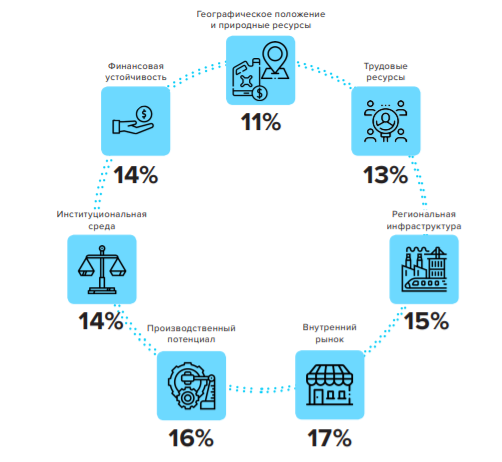 Географическое положение
и природные ресурсы
11%
Трудовые
ресурсы
13%
Региональная
инфраструктура
15%
Внутренний
рынок
17%
Производственный
потенциал
16%
Институциональная
среда
14%
Финансовая
устойчивость
14%